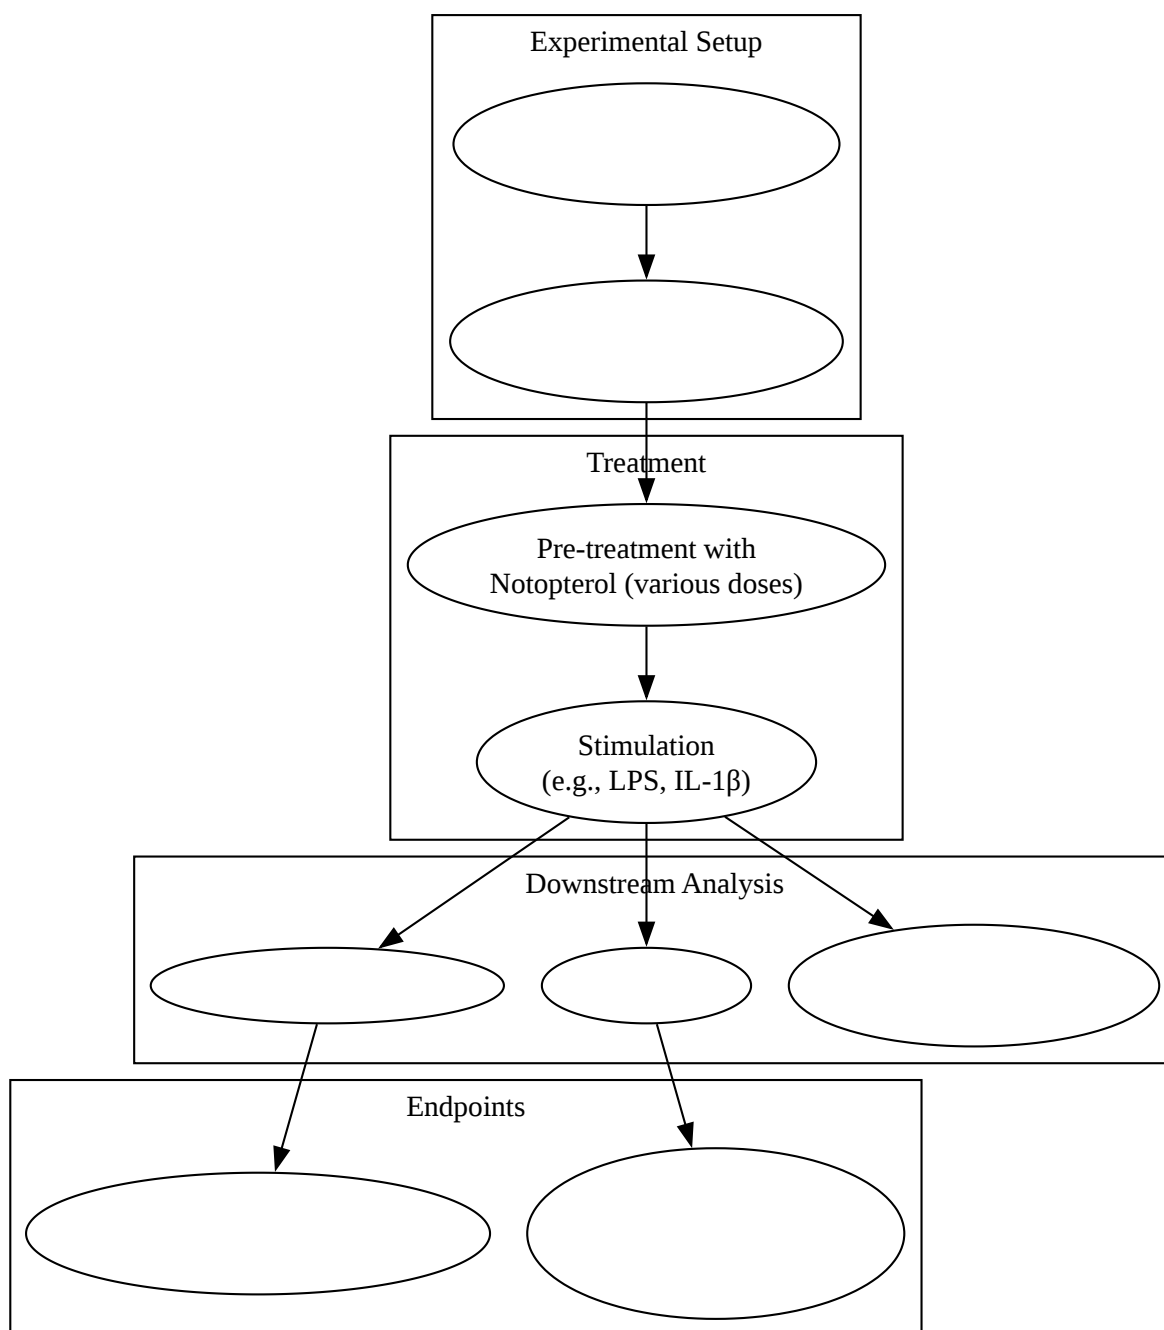 Experimental Setup
Treatment
Pre-treatment with
Notopterol (various doses)
Stimulation
(e.g., LPS, IL-1β)
Downstream Analysis
Endpoints